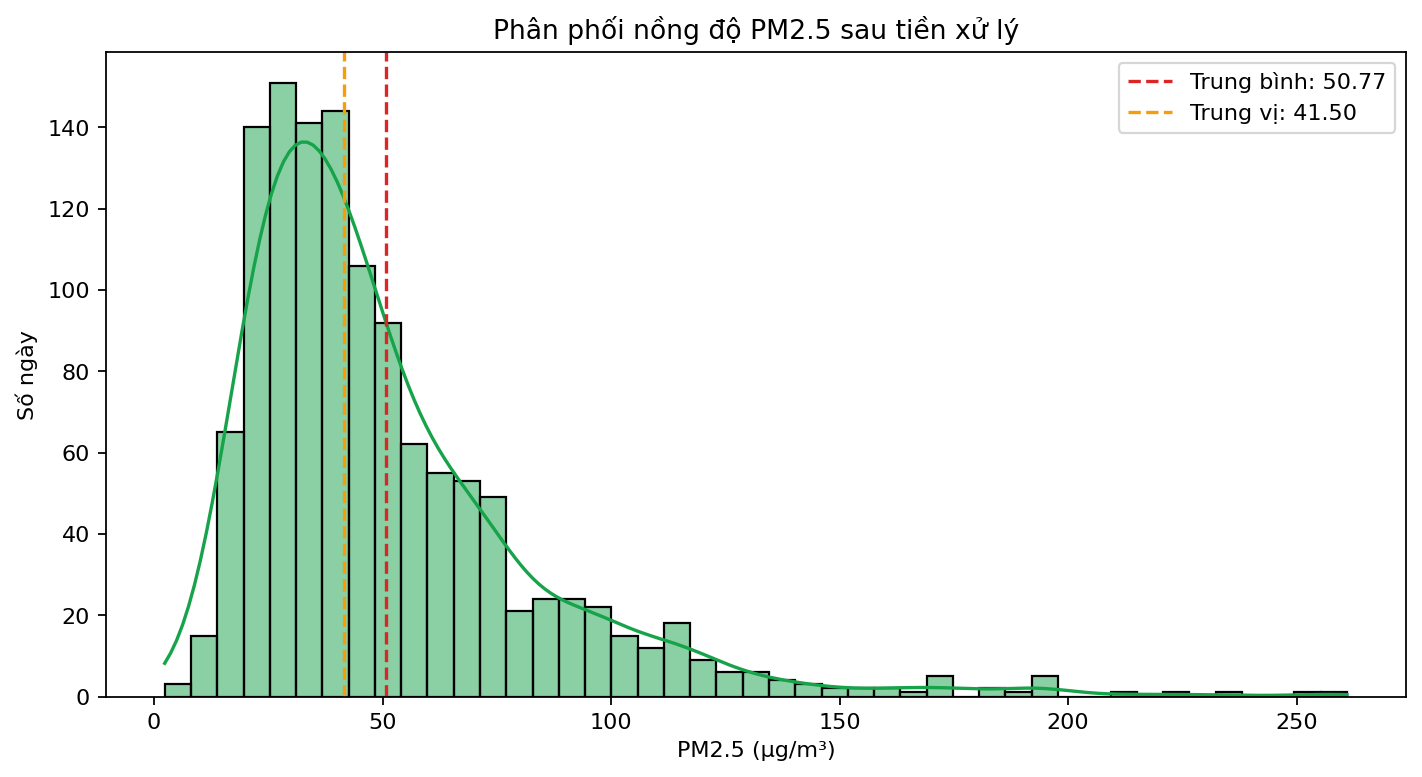 Phân phối nồng độ PM2.5 sau tiền xử lý
Trung bình: 50.77
Trung vị: 41.50
Số ngày
140
120
100
80
60
40
20
0
0 50 100 150 200 250
PM2.5 (µg/m³)